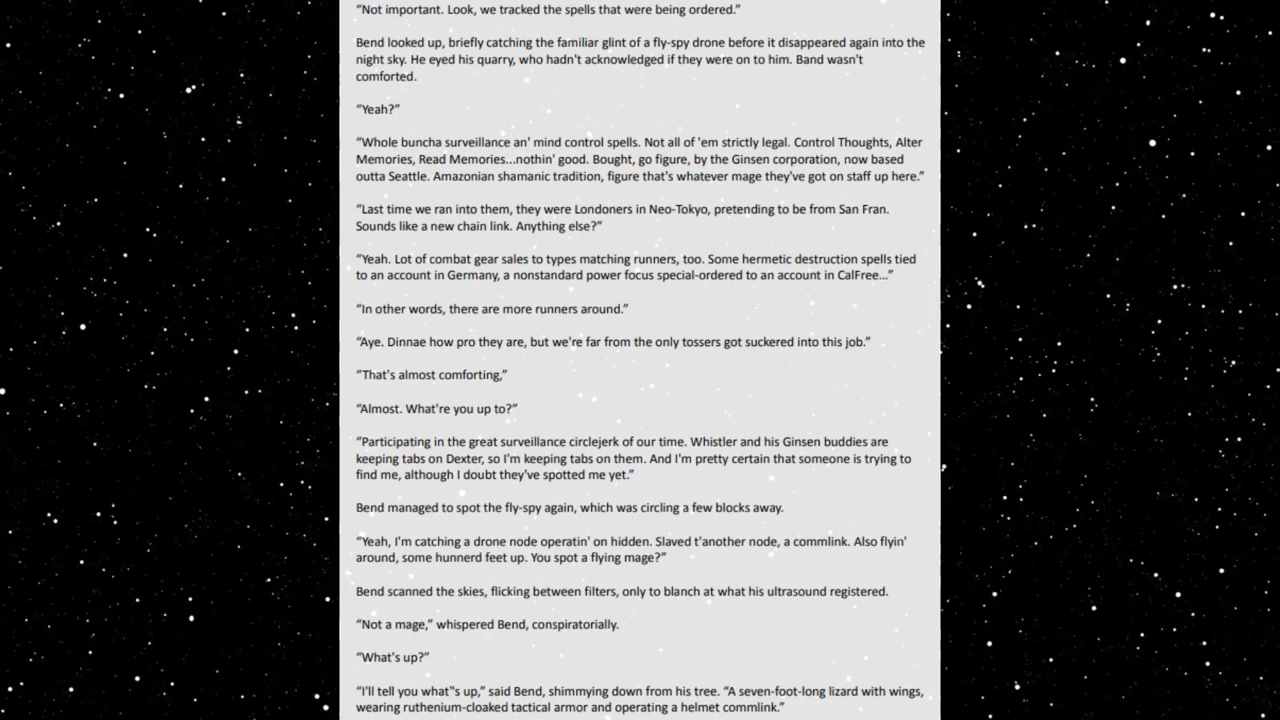 “Not important. Look, we tracked the spells that were being ordered.”
Bend looked up, briefly catching the familiar glint of a fly-spy drone before it disappeared again into the
night sky. He eyed his quarry, who hadn't acknowledged if they were on to him. Band wasn't
comforted.
“Yeah?”
“Whole buncha surveillance an' mind control spells. Not all of 'em strictly legal. Control Thoughts, Alter
Memories, Read Memories...nothin' good. Bought, go figure, by the Ginsen corporation, now based
outta Seattle. Amazonian shamanic tradition, figure that's whatever mage they've got on staff up here.”
“Last time we ran into them, they were Londoners in Neo-Tokyo, pretending to be from San Fran.
Sounds like a new chain link. Anything else?”
“Yeah. Lot of combat gear sales to types matching runners, too. Some hermetic destruction spells tied
to an account in Germany, a nonstandard power focus special-ordered to an account in CalFree...”
“In other words, there are more runners around.”
“Aye. Dinnae how pro they are, but we're far from the only tossers got suckered into this job.”
“That's almost comforting,”
“Almost. What're you up to?”
“Participating in the great surveillance circlejerk of our time. Whistler and his Ginsen buddies are
keeping tabs on Dexter, so I'm keeping tabs on them. And I'm pretty certain that someone is trying to
find me, although I doubt they've spotted me yet.”
Bend managed to spot the fly-spy again, which was circling a few blocks away.
“Yeah, I'm catching a drone node operatin' on hidden. Slaved t'another node, a commlink. Also flyin'
around, some hunnerd feet up. You spot a flying mage?”
Bend scanned the skies, flicking between filters, only to blanch at what his ultrasound registered.
“Not a mage,” whispered Bend, conspiratorially.
“What's up?”
“I'll tell you what‟s up,” said Bend, shimmying down from his tree. “A seven-foot-long lizard with wings,
wearing ruthenium-cloaked tactical armor and operating a helmet commlink.”